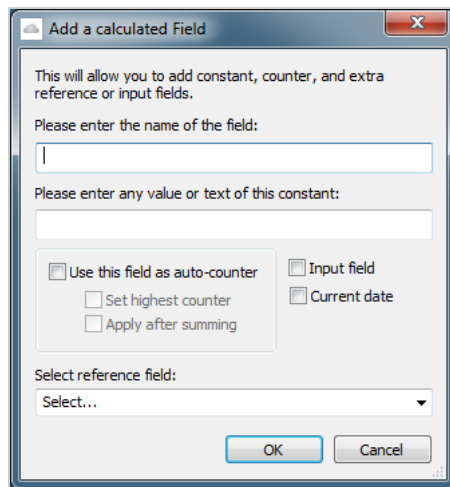 Add a calculated Field
This will allow you to add constant, counter, and extra
reference or input fields.
Please enter the name of the field:
Please enter any value or text of this constant:
Use this field as auto-counter
Input field
Set highest counter
Current date
Apply after summing
Select reference field:
Select...
OK Cancel